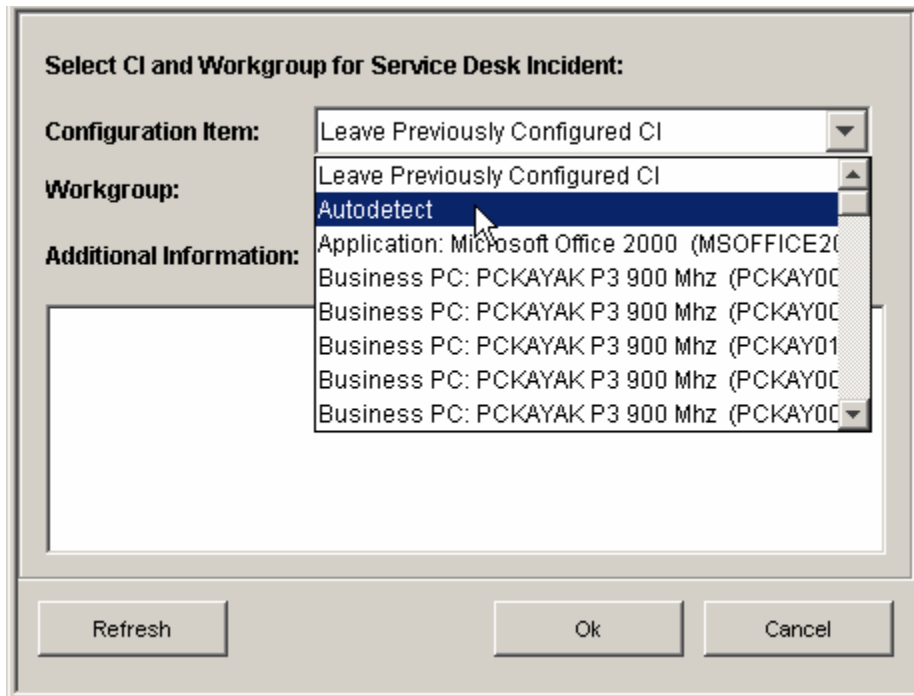 Select CI and Workgroup for Service Desk Incident:
Configuration Item: Leave Previously Configured CI
Leave Previously Configured CI
Workgroup:
Autodetect
Additional Information: Application: Microsoft Office 2000 (MSOFFICE20
Business PC: PCKAYAK P3 900 Mhz (PCKAY00
Business PC: PCKAYAK P3 900 Mhz (PCKAY00
Business PC: PCKAYAK P3 900 Mhz (PCKAY01
Business PC: PCKAYAK P3 900 Mhz (PCKAY00
Business PC: PCKAYAK P3 900 Mhz (PCKAY00
Refresh Ok Cancel